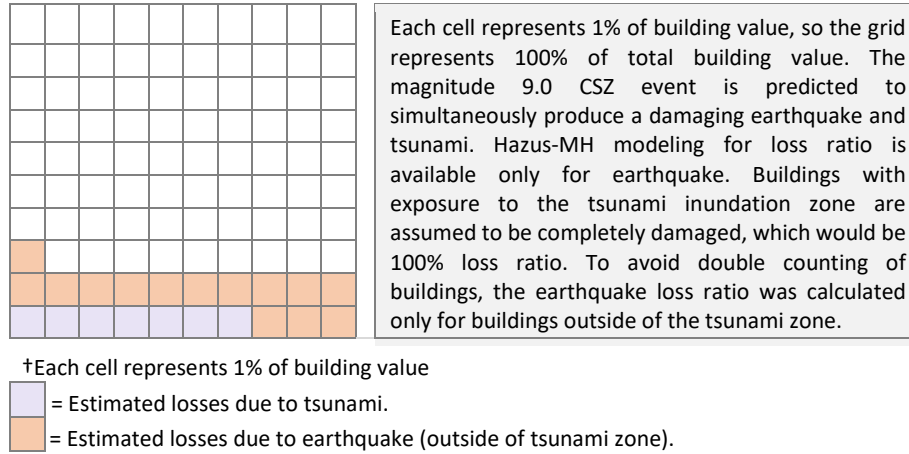 Each cell represents 1% of building value, so the grid
represents 100% of total building value. The
magnitude 9.0 CSZ event is predicted to
simultaneously produce a damaging earthquake and
tsunami. Hazus-MH modeling for loss ratio is
available only for earthquake. Buildings with
exposure to the tsunami inundation zone are
assumed to be completely damaged, which would be
100% loss ratio. To avoid double counting of
buildings, the earthquake loss ratio was calculated
only for buildings outside of the tsunami zone.
†Each cell represents 1% of building value
= Estimated losses due to tsunami.
= Estimated losses due to earthquake (outside of tsunami zone).